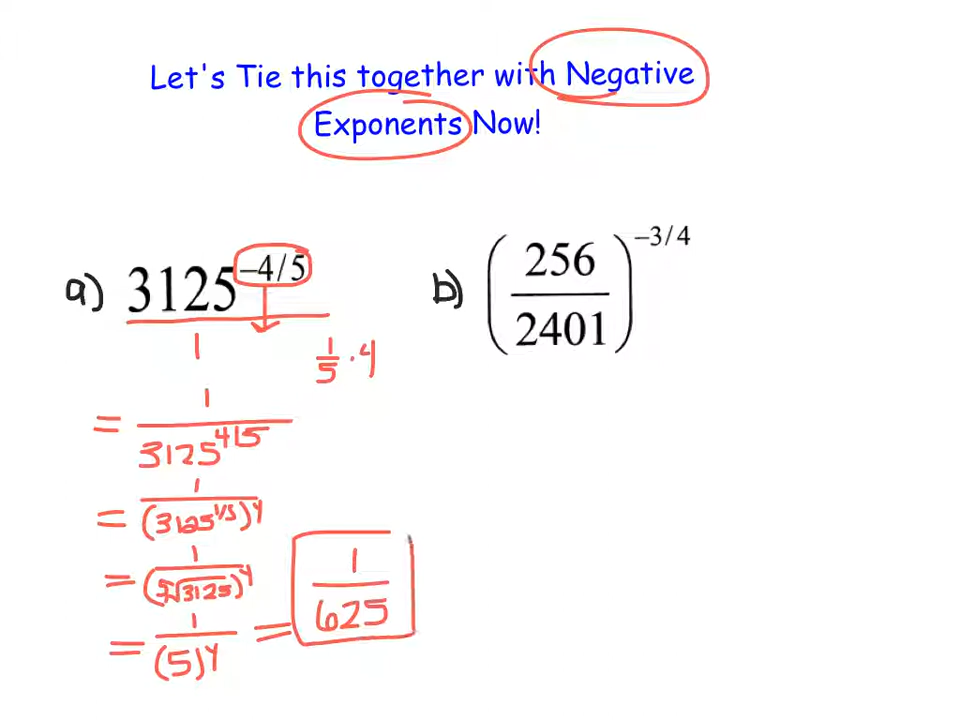 Let's Tie this together with Negative
Exponents Now!
a) 3125^{-4/5}
1
1/5 · 4
= 1/3125^{4/5}
= 1/(3125^{1/5})^4
= 1/(⁵√3125)^4
= 1/(5)^4 = 1/625
b) (256/2401)^{-3/4}